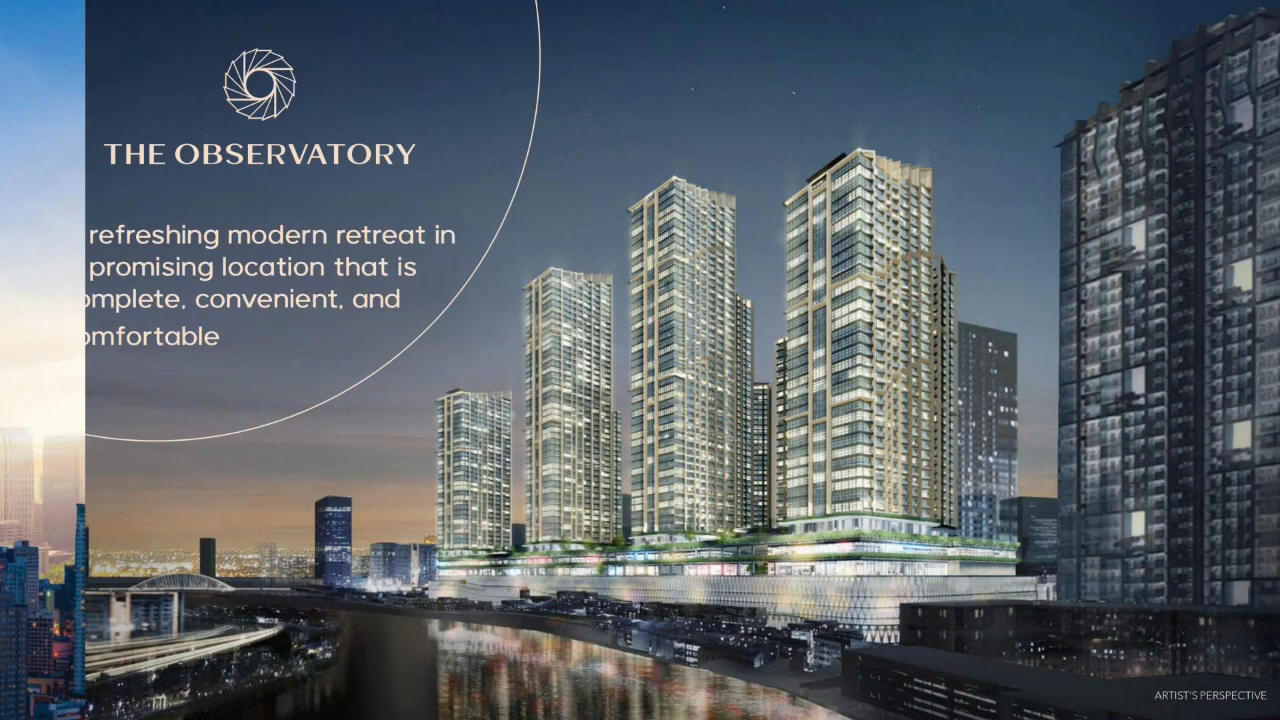 THE OBSERVATORY
refreshing modern retreat in
promising location that is
omplete, convenient, and
omfortable
ARTIST'S PERSPECTIVE